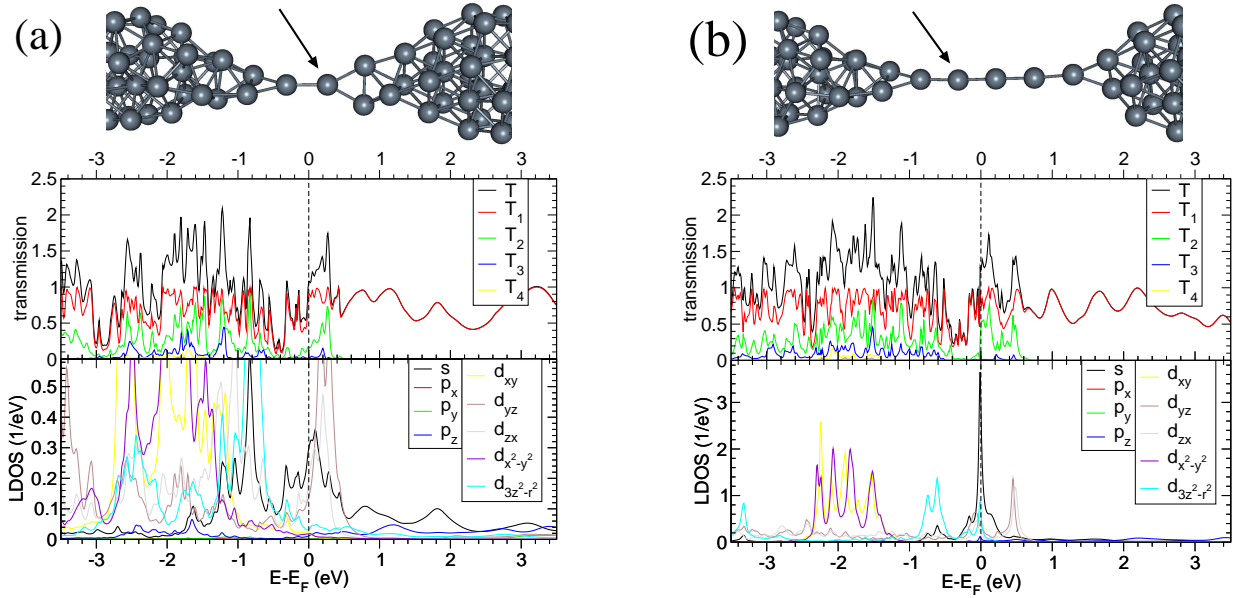 (a)
-3 -2 -1 0 1 2 3
2.5
2
1.5
1
0.5
0
transmission
T
T1
T2
T3
T4
0.5
0.4
0.3
0.2
0.1
0
LDOS (1/eV)
s
px
py
pz
dxy
dyz
dzx
dx²-y²
d3z²-r²
-3 -2 -1 0 1 2 3
E-EF (eV)
(b)
-3 -2 -1 0 1 2 3
2.5
2
1.5
1
0.5
0
transmission
T
T1
T2
T3
T4
3
2
1
0
LDOS (1/eV)
s
px
py
pz
dxy
dyz
dzx
dx²-y²
d3z²-r²
-3 -2 -1 0 1 2 3
E-EF (eV)